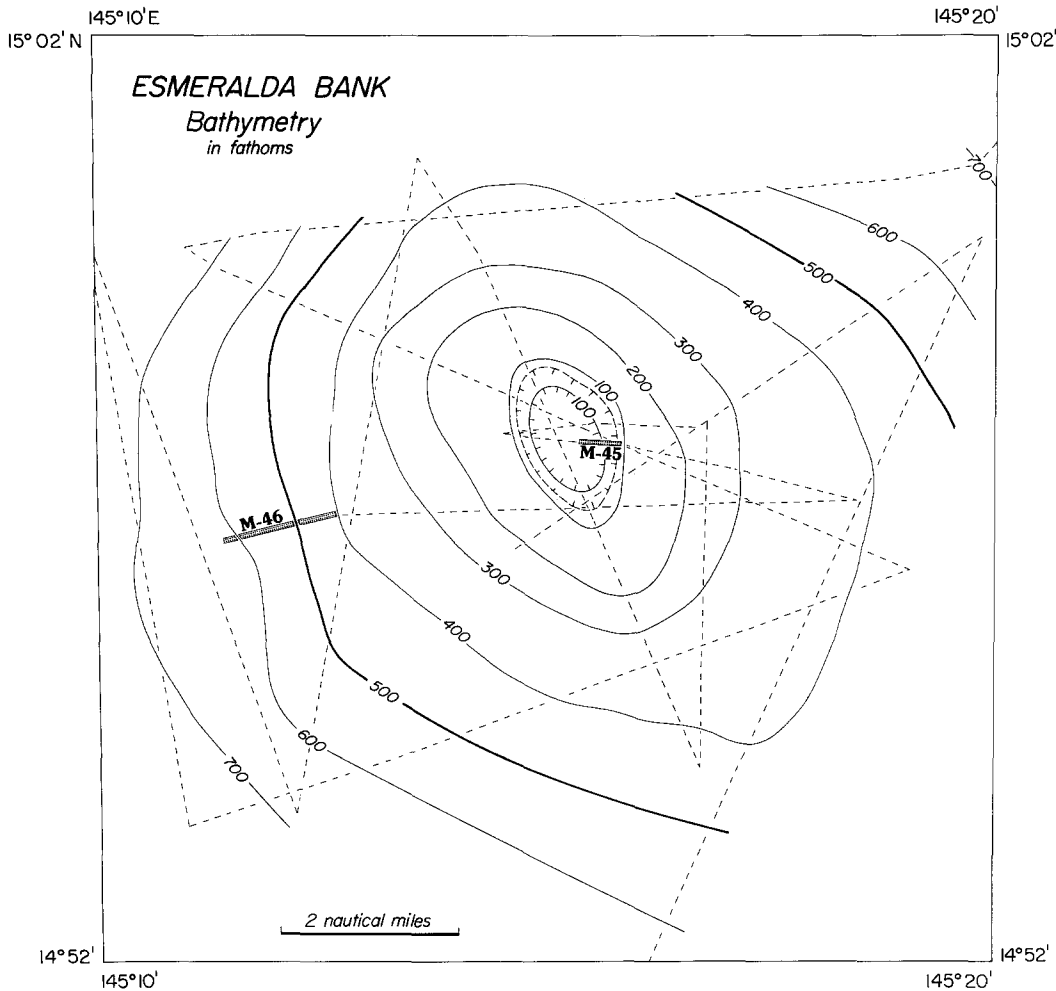 145°10'E
145°20'
15°02'N
15°02'
ESMERALDA BANK
Bathymetry
in fathoms
700
600
500
400
300
200
100
100
M-45
M-46
300
400
500
600
700
2 nautical miles
14°52'
14°52'
145°10'
145°20'